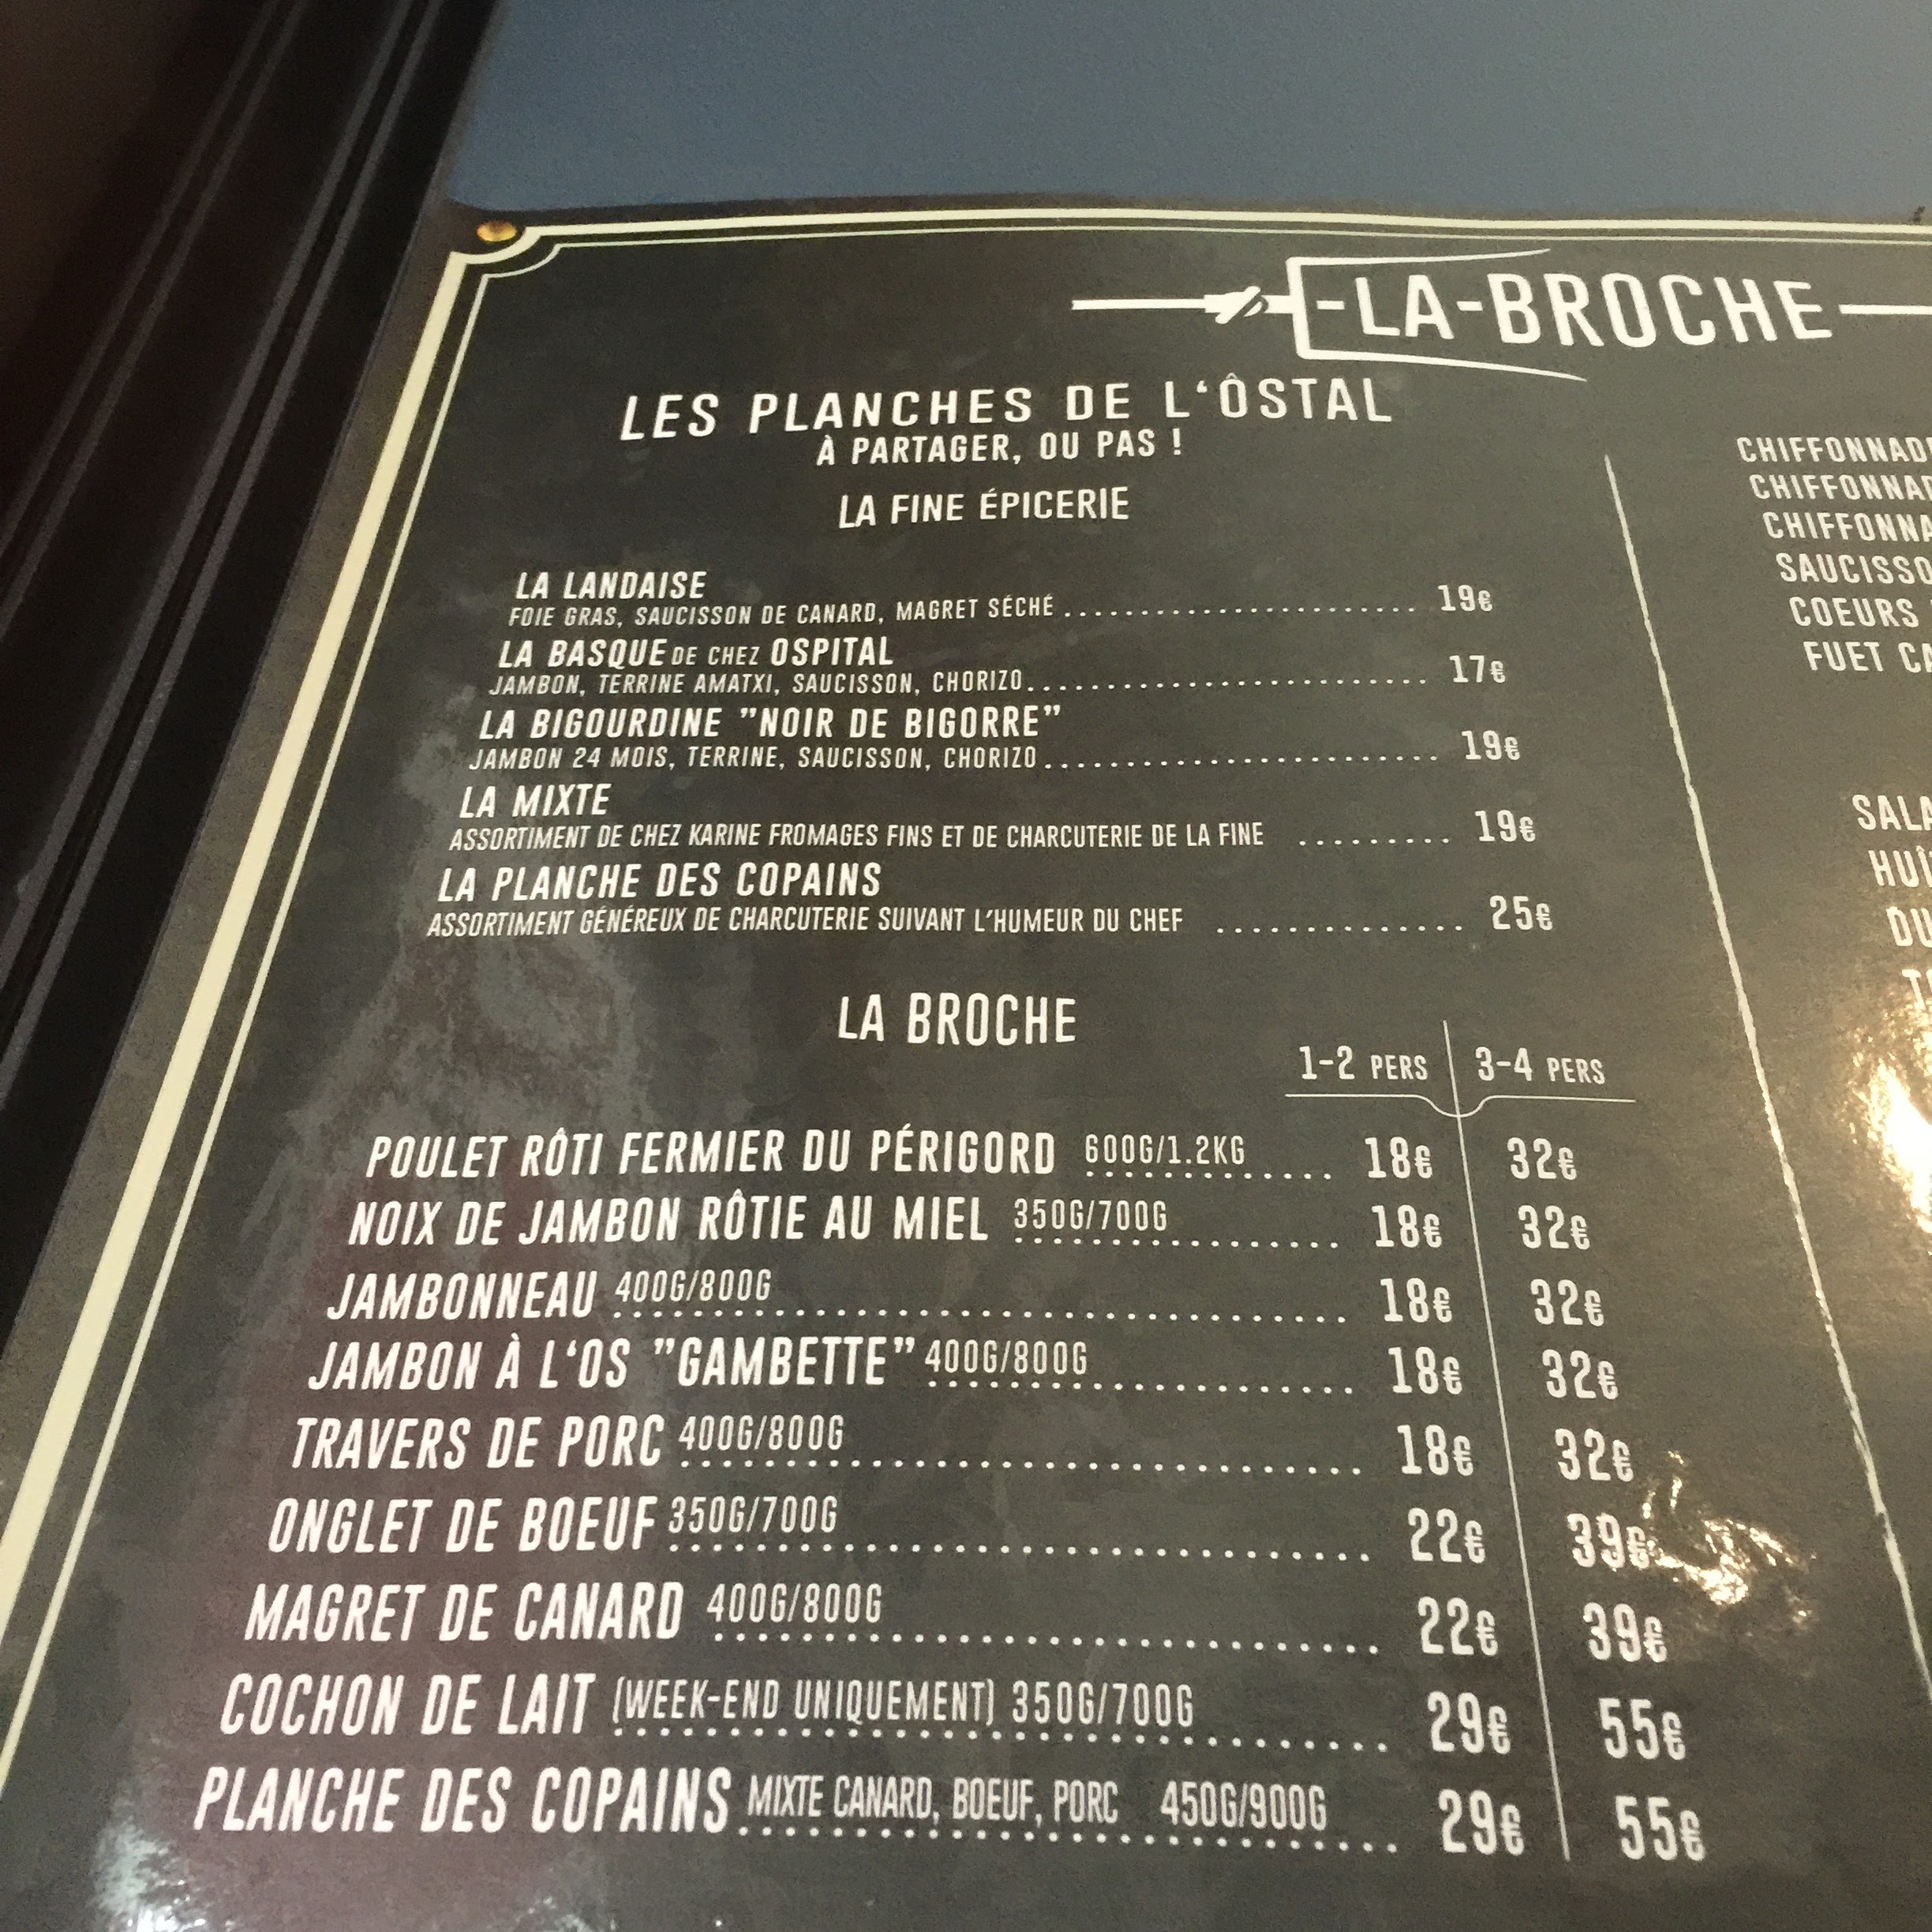 -LA-BROCHE
LES PLANCHES DE L'ÔSTAL
À PARTAGER, OU PAS !
LA FINE ÉPICERIE
LA LANDAISE
FOIE GRAS, SAUCISSON DE CANARD, MAGRET SÉCHÉ ........................ 19€
LA BASQUE DE CHEZ OSPITAL
JAMBON, TERRINE AMATXI, SAUCISSON, CHORIZO........................... 17€
LA BIGOURDINE "NOIR DE BIGORRE"
JAMBON 24 MOIS, TERRINE, SAUCISSON, CHORIZO.......................... 19€
LA MIXTE
ASSORTIMENT DE CHEZ KARINE FROMAGES FINS ET DE CHARCUTERIE DE LA FINE .......... 19€
LA PLANCHE DES COPAINS
ASSORTIMENT GÉNÉREUX DE CHARCUTERIE SUIVANT L'HUMEUR DU CHEF ............... 25€
LA BROCHE
1-2 PERS 3-4 PERS
POULET RÔTI FERMIER DU PÉRIGORD 600G/1.2KG ................ 18€ 32€
NOIX DE JAMBON RÔTIE AU MIEL 350G/700G ..................... 18€ 32€
JAMBONNEAU 400G/800G ................................ 18€ 32€
JAMBON À L'OS "GAMBETTE" 400G/800G ........................... 18€ 32€
TRAVERS DE PORC 400G/800G ................................ 18€ 32€
ONGLET DE BOEUF 350G/700G ................................ 22€ 39€
MAGRET DE CANARD 400G/800G ................................ 22€ 39€
COCHON DE LAIT (WEEK-END UNIQUEMENT) 350G/700G ................................ 29€ 55€
PLANCHE DES COPAINS MIXTE CANARD, BOEUF, PORC 450G/900G ................................ 29€ 55€
SAUCISSO
COEURS
FUET